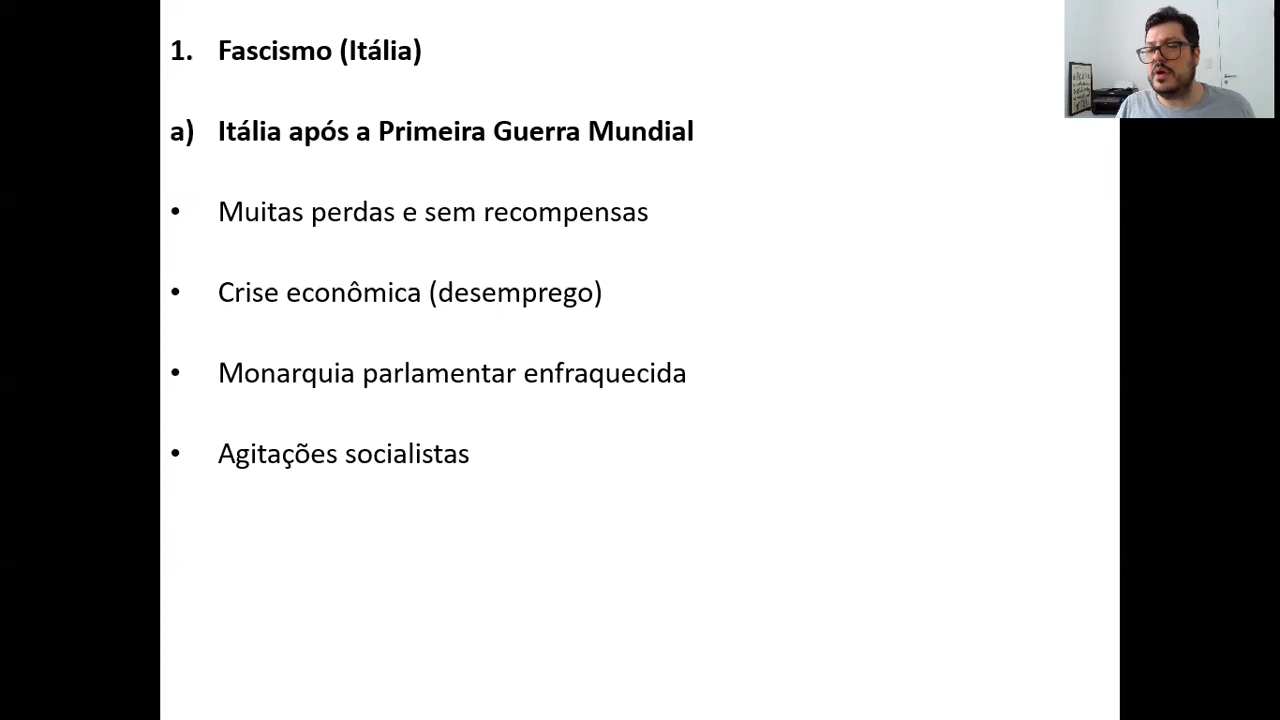 1. Fascismo (Itália)
a) Itália após a Primeira Guerra Mundial
• Muitas perdas e sem recompensas
• Crise econômica (desemprego)
• Monarquia parlamentar enfraquecida
• Agitações socialistas